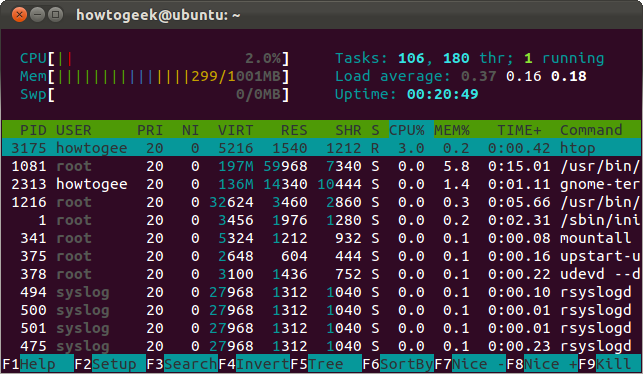 howtogeek@ubuntu: ~
CPU[|| 2.0%] Tasks: 106, 180 thr; 1 running
Mem[||||||||||||||||299/1001MB] Load average: 0.37 0.16 0.18
Swp[ 0/0MB] Uptime: 00:20:49
PID USER PRI NI VIRT RES SHR S CPU% MEM% TIME+ Command
3175 howtogee 20 0 5216 1540 1212 R 3.0 0.2 0:00.42 htop
1081 root 20 0 197M 59968 7340 S 0.0 5.8 0:15.01 /usr/bin/
2313 howtogee 20 0 136M 14340 10444 S 0.0 1.4 0:01.11 gnome-ter
1216 root 20 0 32624 3460 2860 S 0.0 0.3 0:05.66 /usr/bin/
1 root 20 0 3456 1976 1280 S 0.0 0.2 0:02.31 /sbin/ini
341 root 20 0 5324 1212 932 S 0.0 0.1 0:00.08 mountall
375 root 20 0 2648 604 444 S 0.0 0.1 0:00.16 upstart-u
378 root 20 0 3100 1436 752 S 0.0 0.1 0:00.22 udevd --d
494 syslog 20 0 27968 1312 1040 S 0.0 0.1 0:00.10 rsyslogd
500 syslog 20 0 27968 1312 1040 S 0.0 0.1 0:00.01 rsyslogd
501 syslog 20 0 27968 1312 1040 S 0.0 0.1 0:00.01 rsyslogd
475 syslog 20 0 27968 1312 1040 S 0.0 0.1 0:00.23 rsyslogd
F1Help F2Setup F3SearchF4InvertF5Tree F6SortByF7Nice -F8Nice +F9Kill